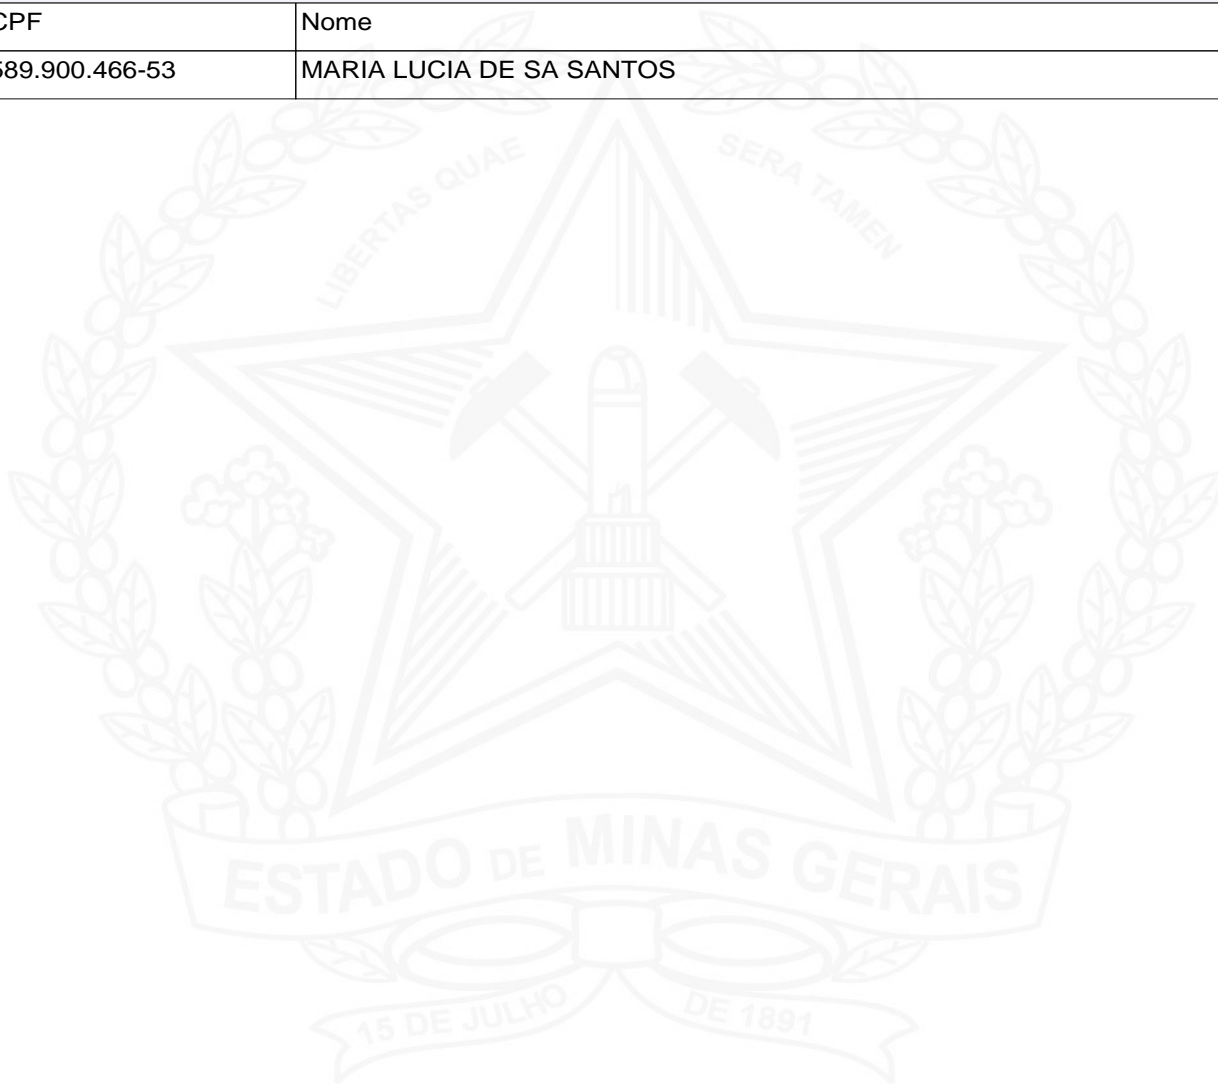 CPF Nome
589.900.466-53 MARIA LUCIA DE SA SANTOS
LIBERTAS QUAE SERA TAMEN
ESTADO DE MINAS GERAIS
15 DE JULHO DE 1891